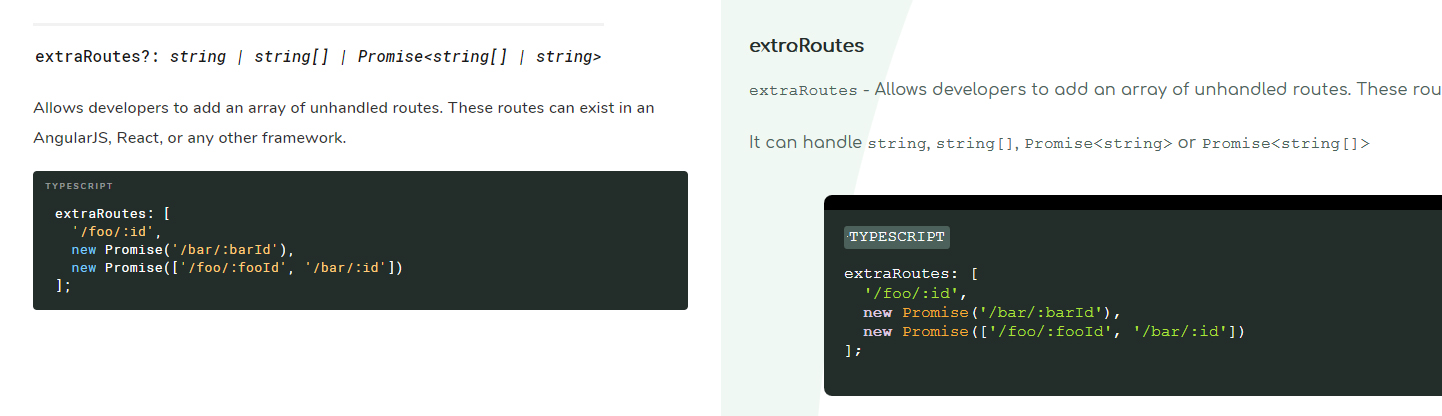 extraRoutes?: string | string[] | Promise<string[] | string>
Allows developers to add an array of unhandled routes. These routes can exist in an
AngularJS, React, or any other framework.
TYPESCRIPT
extraRoutes: [
  '/foo/:id',
  new Promise('/bar/:barId'),
  new Promise(['/foo/:fooId', '/bar/:id'])
];
extroRoutes
extraRoutes - Allows developers to add an array of unhandled routes. These rou
It can handle string, string[], Promise<string> or Promise<string[]>
TYPESCRIPT
extraRoutes: [
  '/foo/:id',
  new Promise('/bar/:barId'),
  new Promise(['/foo/:fooId', '/bar/:id'])
];